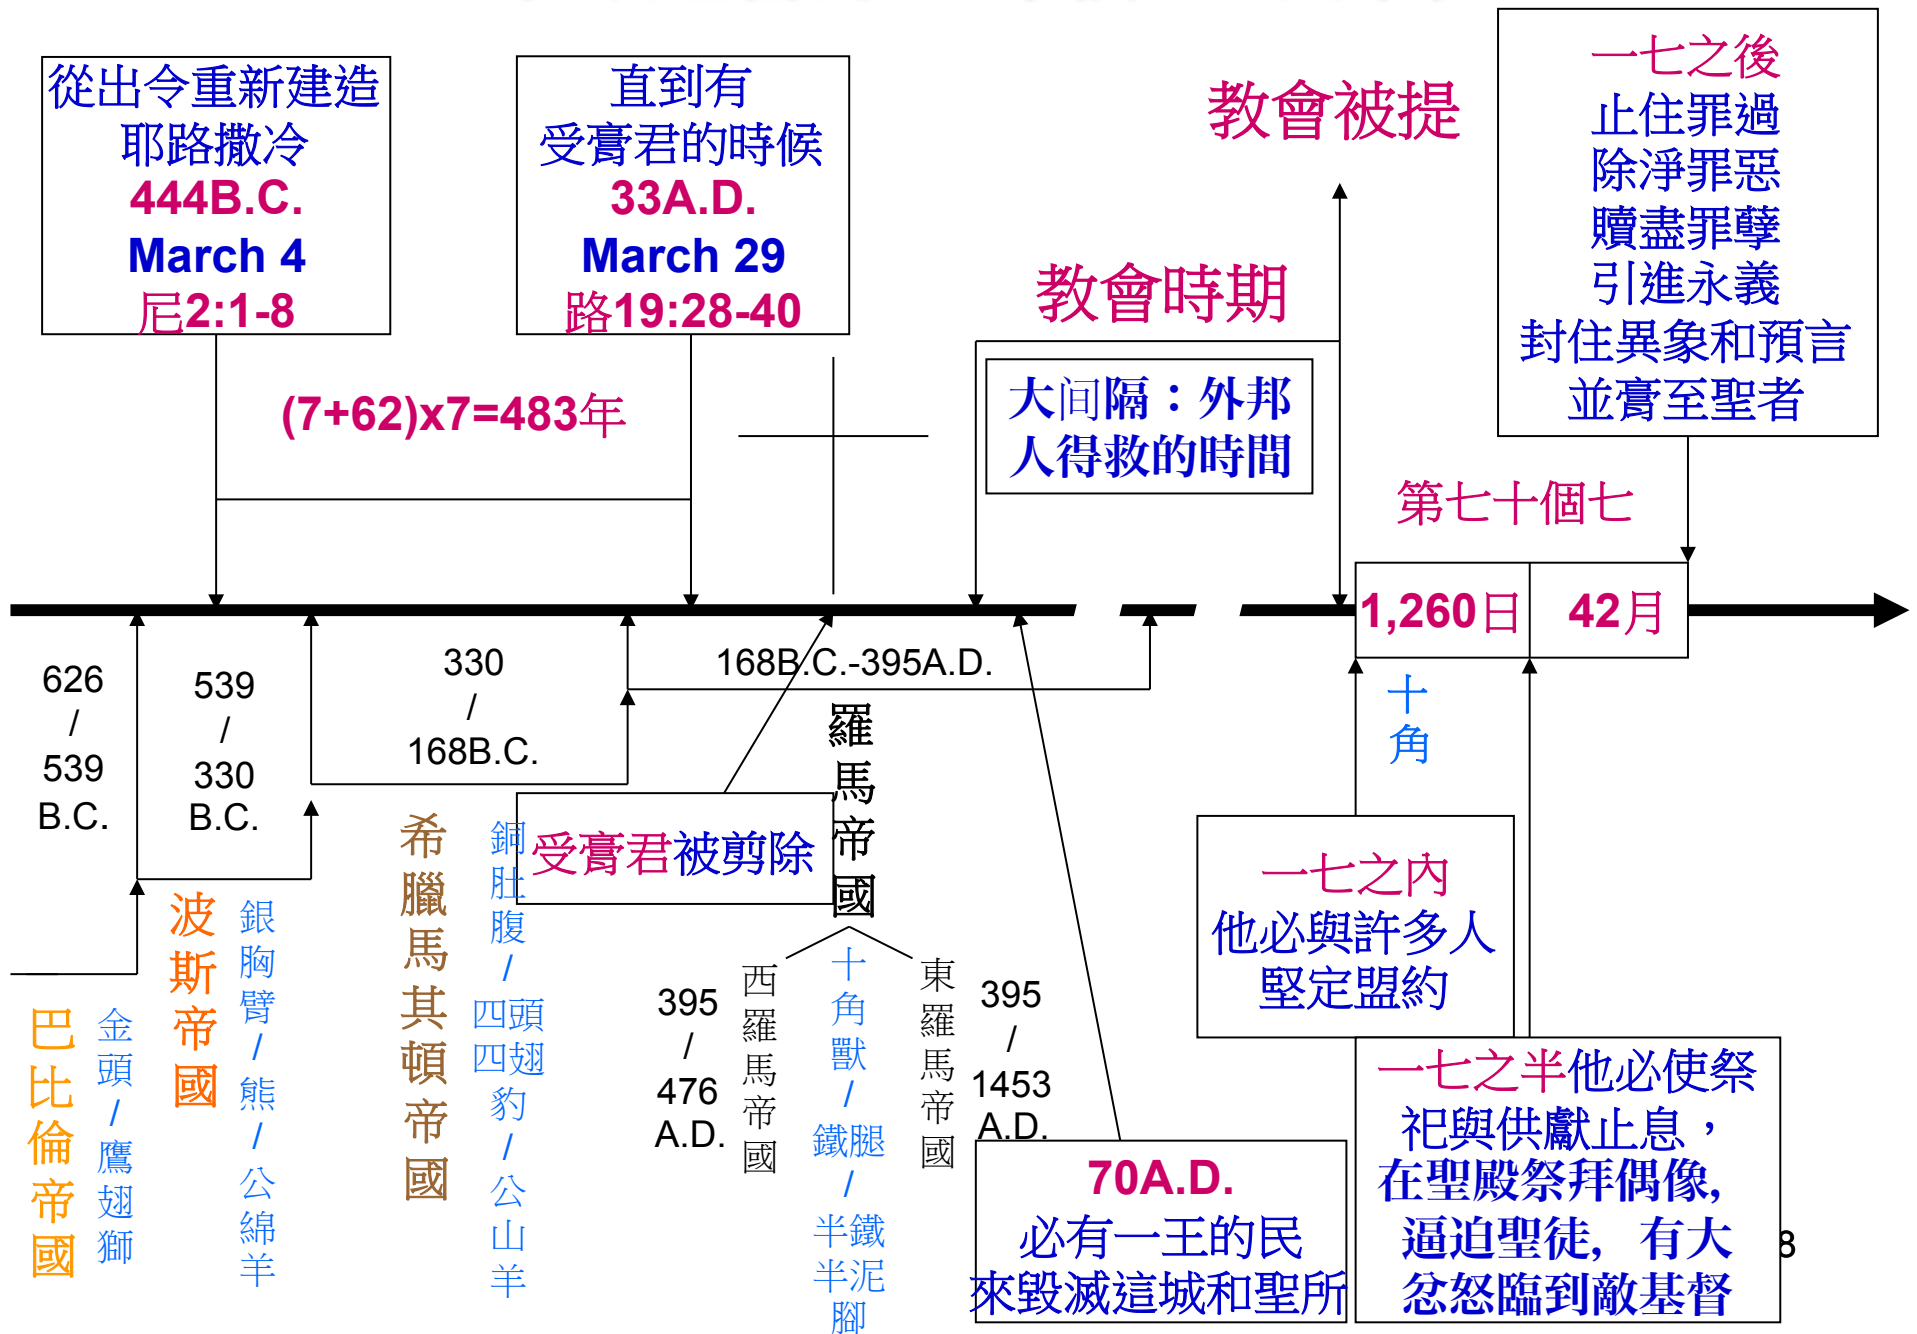 從出令重新建造
耶路撒冷
444B.C.
March 4
尼2:1-8
直到有
受膏君的時候
33A.D.
March 29
路19:28-40
教會被提
一七之後
止住罪過
除淨罪惡
贖盡罪孽
引進永義
封住異象和預言
並膏至聖者
教會時期
(7+62)x7=483年
大间隔：外邦
人得救的時間
第七十個七
1,260日
42月
626
/
539
B.C.
539
/
330
B.C.
330
/
168B.C.
168B.C.-395A.D.
十角
受膏君被剪除
巴比倫帝國
金頭/鷹翅獅
波斯帝國
銀胸臂/熊/公綿羊
希臘馬其頓帝國
銅肚腹/
四頭
四翅
豹/公山羊
羅馬帝國
395
/
476
A.D.
西羅馬帝國
十角獸/
鐵腿
/
半鐵
半泥
腳
東羅馬帝國
395
/
1453
A.D.
70A.D.
必有一王的民
來毀滅這城和聖所
一七之內
他必與許多人
堅定盟約
一七之半他必使祭
祀與供獻止息，
在聖殿祭拜偶像,
逼迫聖徒, 有大
忿怒臨到敵基督
8